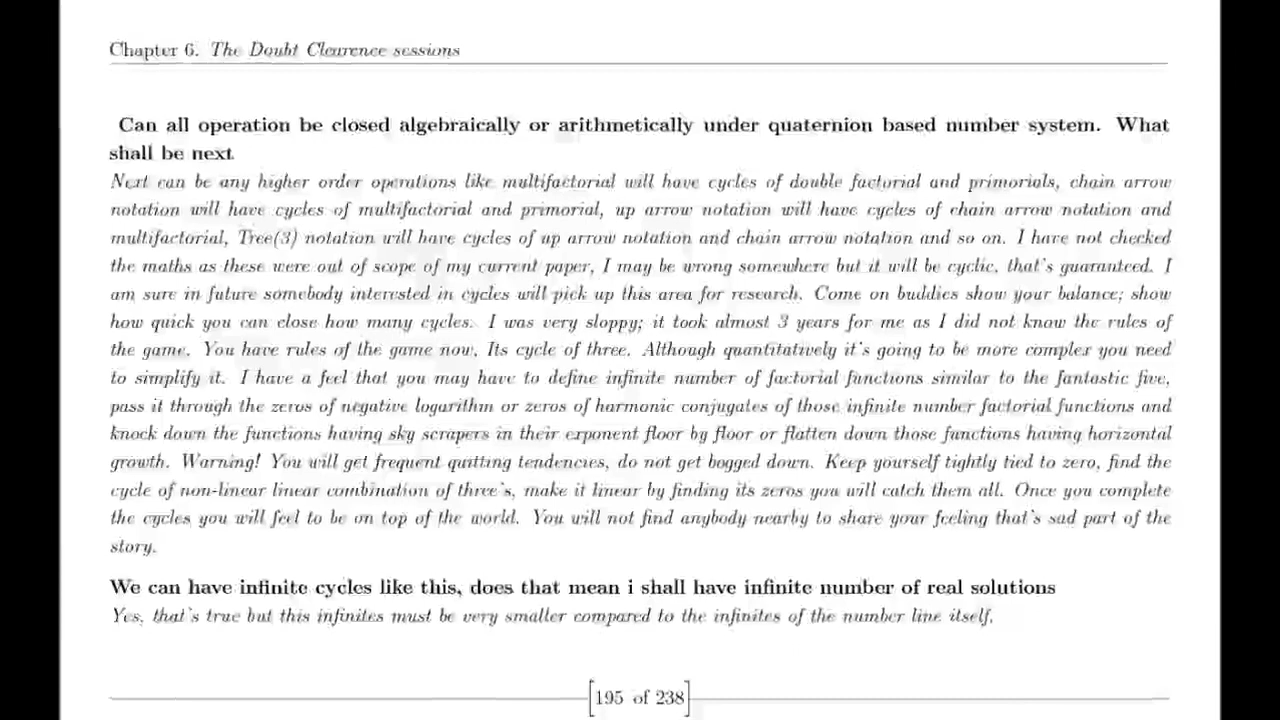 Chapter 6. The Doubt Clearence sessions
Can all operation be closed algebraically or arithmetically under quaternion based number system. What
shall be next
Next can be any higher order operations like multifactorial will have cycles of double factorial and primorials, chain arrow
notation will have cycles of multifactorial and primorial, up arrow notation will have cycles of chain arrow notation and
multifactorial, Tree(3) notation will have cycles of up arrow notation and chain arrow notation and so on. I have not checked
the maths as these were out of scope of my current paper, I may be wrong somewhere but it will be cyclic, that's guaranteed. I
am sure in future somebody interested in cycles will pick up this area for research. Come on buddies show your balance; show
how quick you can close how many cycles. I was very sloppy; it took almost 3 years for me as I did not know the rules of
the game. You have rules of the game now, Its cycle of three. Although quantitatively it's going to be more complex you need
to simplify it. I have a feel that you may have to define infinite number of factorial functions similar to the fantastic five,
pass it through the zeros of negative logarithm or zeros of harmonic conjugates of those infinite number factorial functions and
knock down the functions having sky scrapers in their exponent floor by floor or flatten down those functions having horizontal
growth. Warning! You will get frequent quitting tendencies, do not get bogged down. Keep yourself tightly tied to zero, find the
cycle of non-linear linear combination of three's, make it linear by finding its zeros you will catch them all. Once you complete
the cycles you will feel to be on top of the world. You will not find anybody nearby to share your feeling that's sad part of the
story.
We can have infinite cycles like this, does that mean i shall have infinite number of real solutions
Yes, that's true but this infinites must be very smaller compared to the infinites of the number line itself.
[195 of 238]